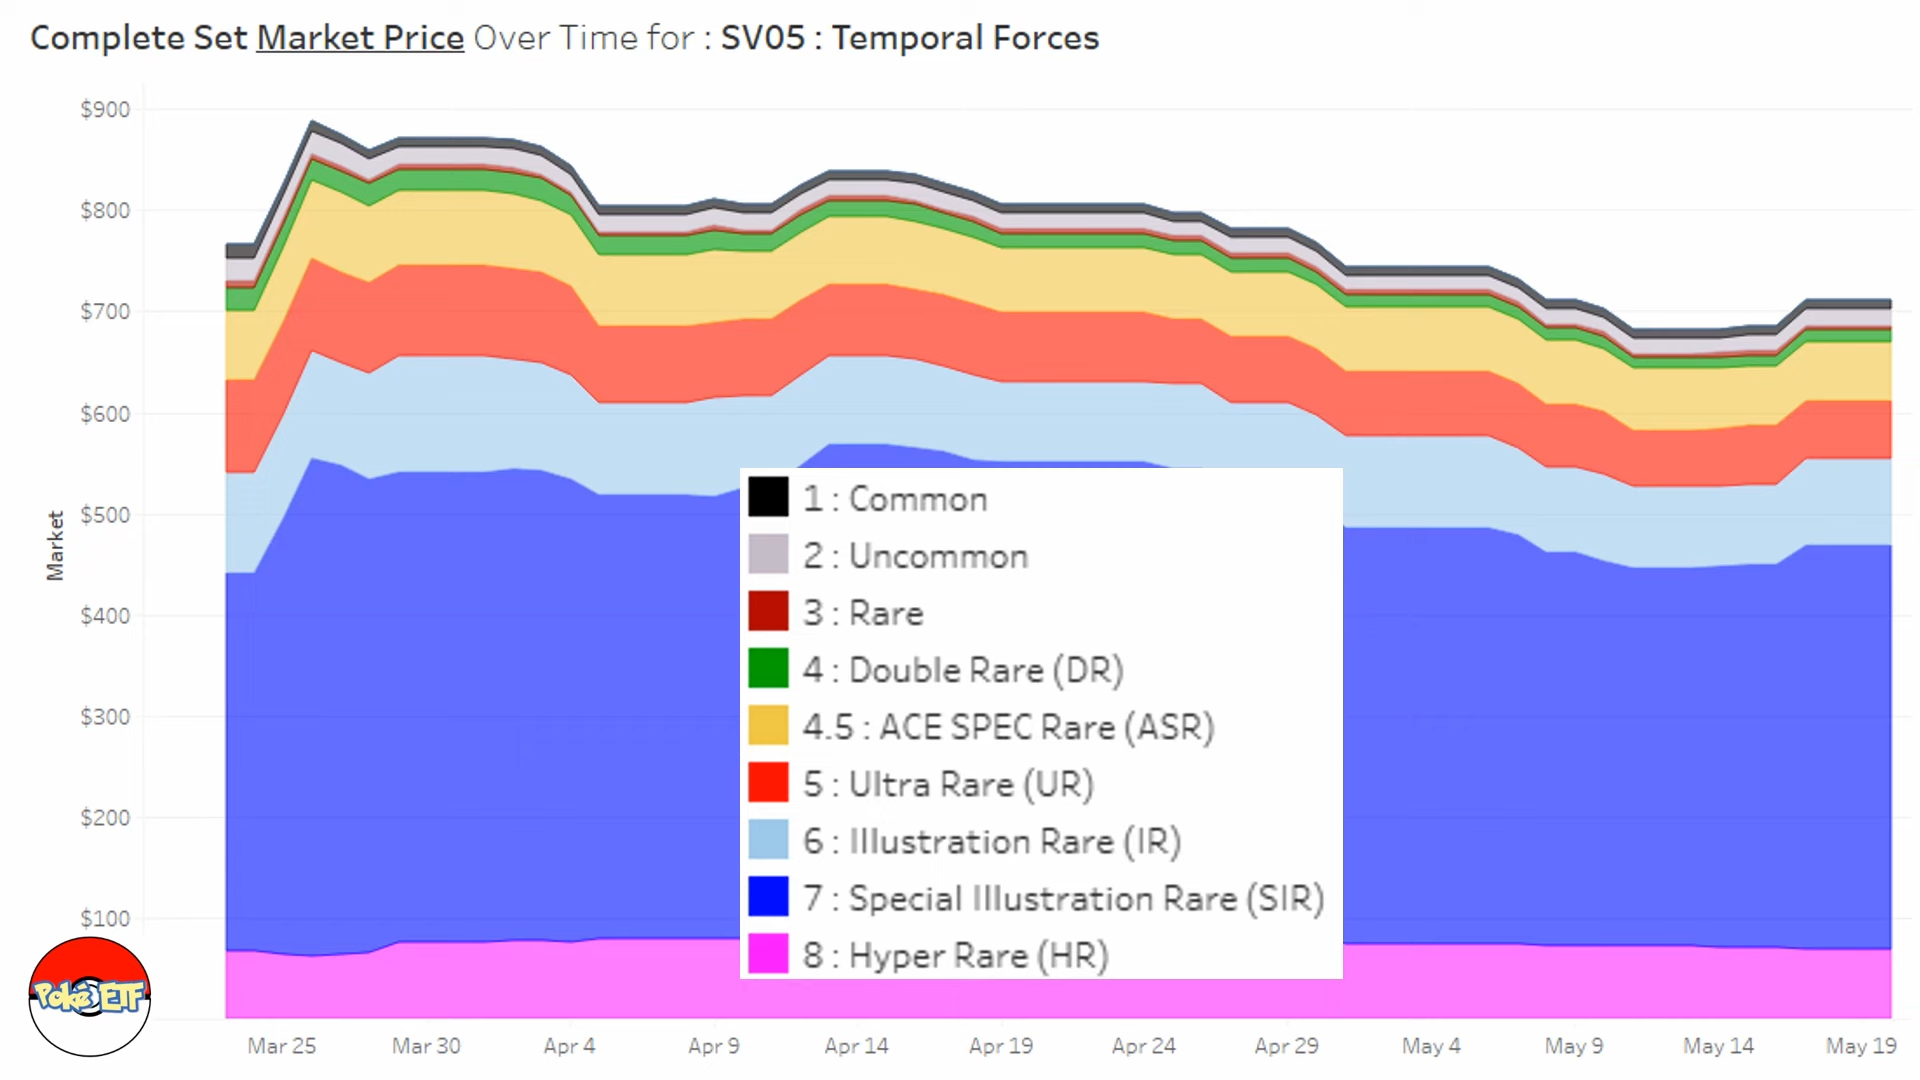 Complete Set Market Price Over Time for : SV05 : Temporal Forces
$900
$800
$700
$600
$500
$400
$300
$200
$100
Market
1 : Common
2 : Uncommon
3 : Rare
4 : Double Rare (DR)
4.5 : ACE SPEC Rare (ASR)
5 : Ultra Rare (UR)
6 : Illustration Rare (IR)
7 : Special Illustration Rare (SIR)
8 : Hyper Rare (HR)
Poké ETF
Mar 25
Mar 30
Apr 4
Apr 9
Apr 14
Apr 19
Apr 24
Apr 29
May 4
May 9
May 14
May 19